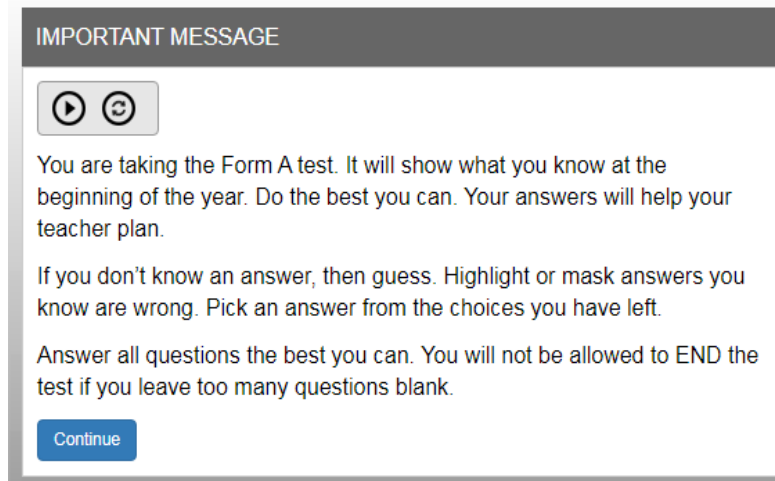 IMPORTANT MESSAGE
You are taking the Form A test. It will show what you know at the
beginning of the year. Do the best you can. Your answers will help your
teacher plan.
If you don’t know an answer, then guess. Highlight or mask answers you
know are wrong. Pick an answer from the choices you have left.
Answer all questions the best you can. You will not be allowed to END the
test if you leave too many questions blank.
Continue